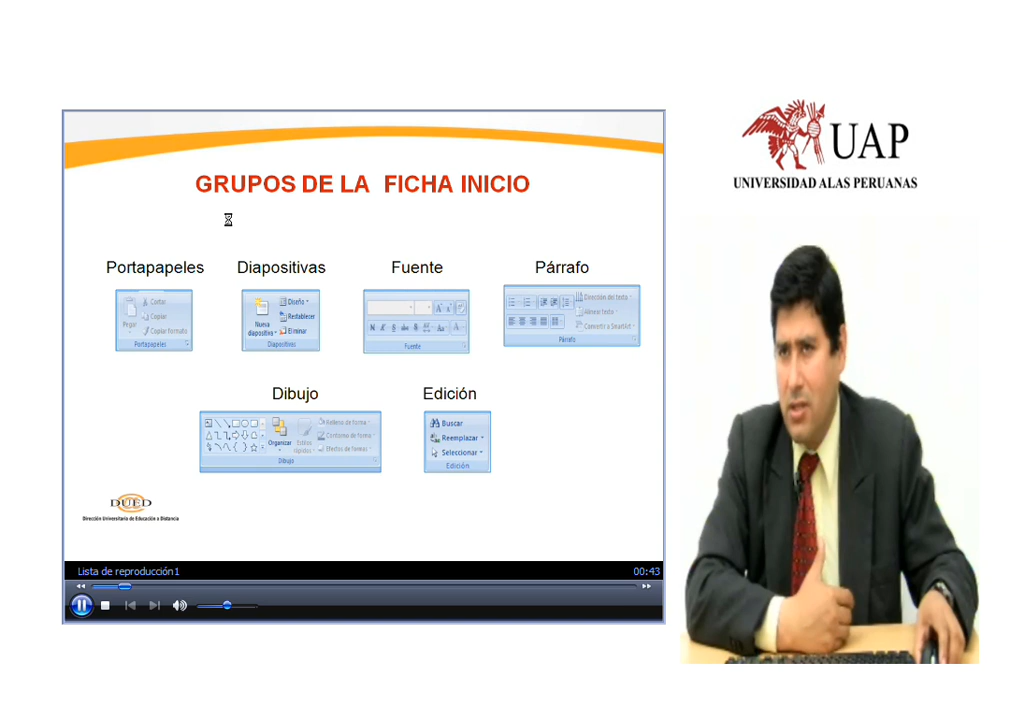 UAP
UNIVERSIDAD ALAS PERUANAS
GRUPOS DE LA FICHA INICIO
Portapapeles
Diapositivas
Fuente
Párrafo
Pegar
Cortar
Copiar
Copiar formato
Portapapeles
Nueva
diapositiva
Diseño
Restablecer
Eliminar
Diapositivas
N K S abe S AV Aa A
Fuente
Dirección del texto
Alinear texto
Convertir a SmartArt
Párrafo
Dibujo
Edición
Organizar
Estilos
rápidos
Relleno de forma
Contorno de forma
Efectos de formas
Dibujo
Buscar
Reemplazar
Seleccionar
Edición
DUED
Dirección Universitaria de Educación a Distancia
Lista de reproducción1
00:43